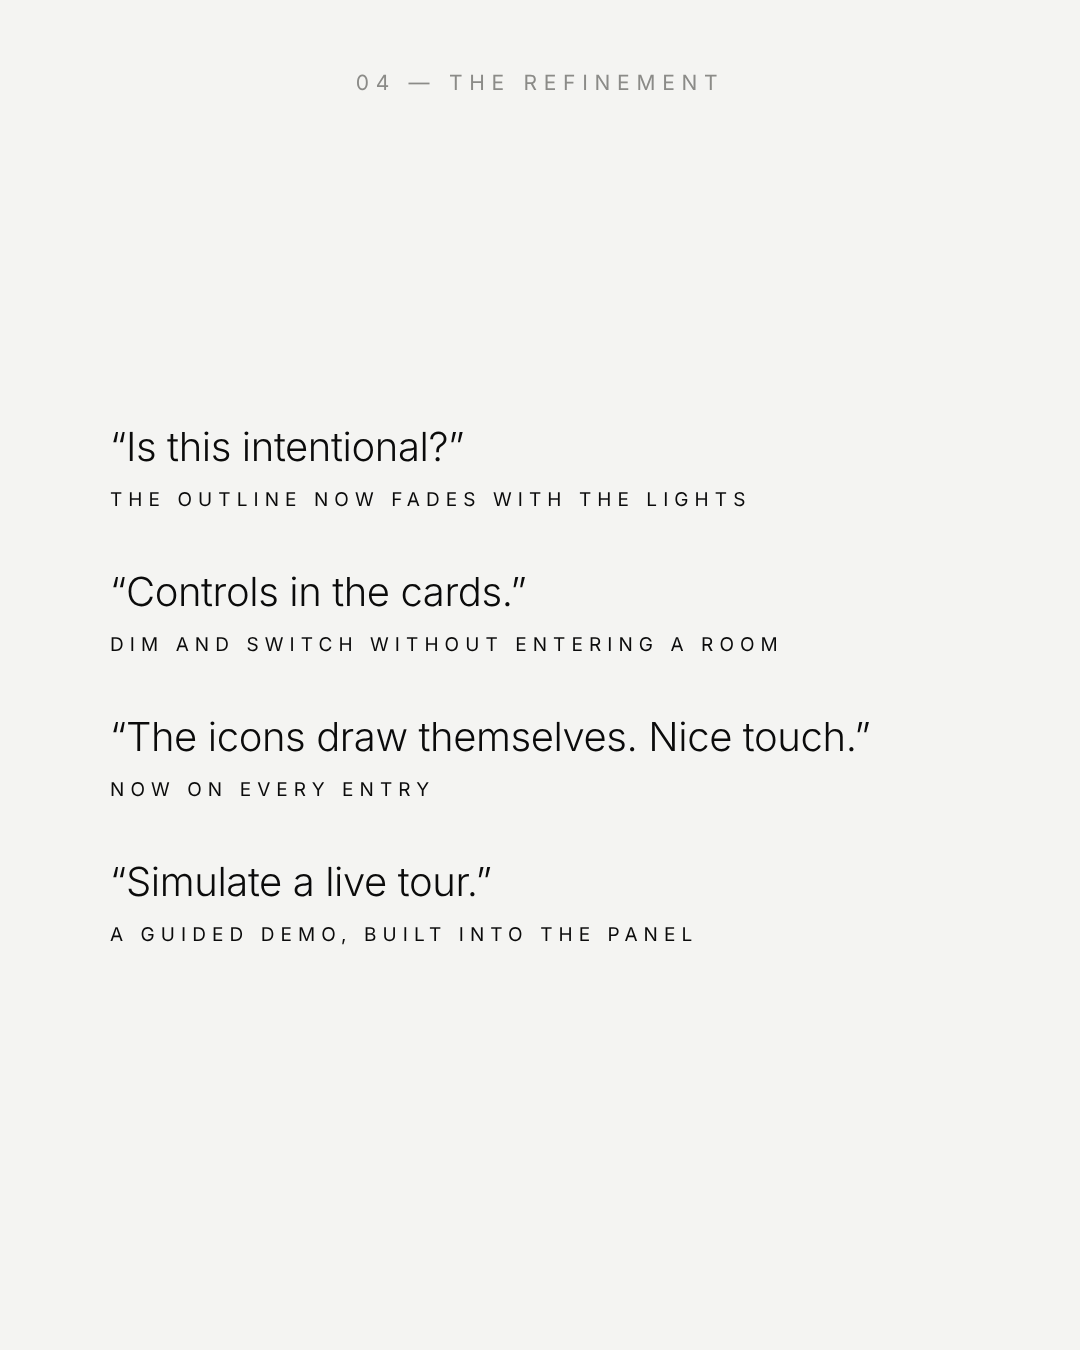 04 — THE REFINEMENT
“Is this intentional?”
THE OUTLINE NOW FADES WITH THE LIGHTS
“Controls in the cards.”
DIM AND SWITCH WITHOUT ENTERING A ROOM
“The icons draw themselves. Nice touch.”
NOW ON EVERY ENTRY
“Simulate a live tour.”
A GUIDED DEMO, BUILT INTO THE PANEL